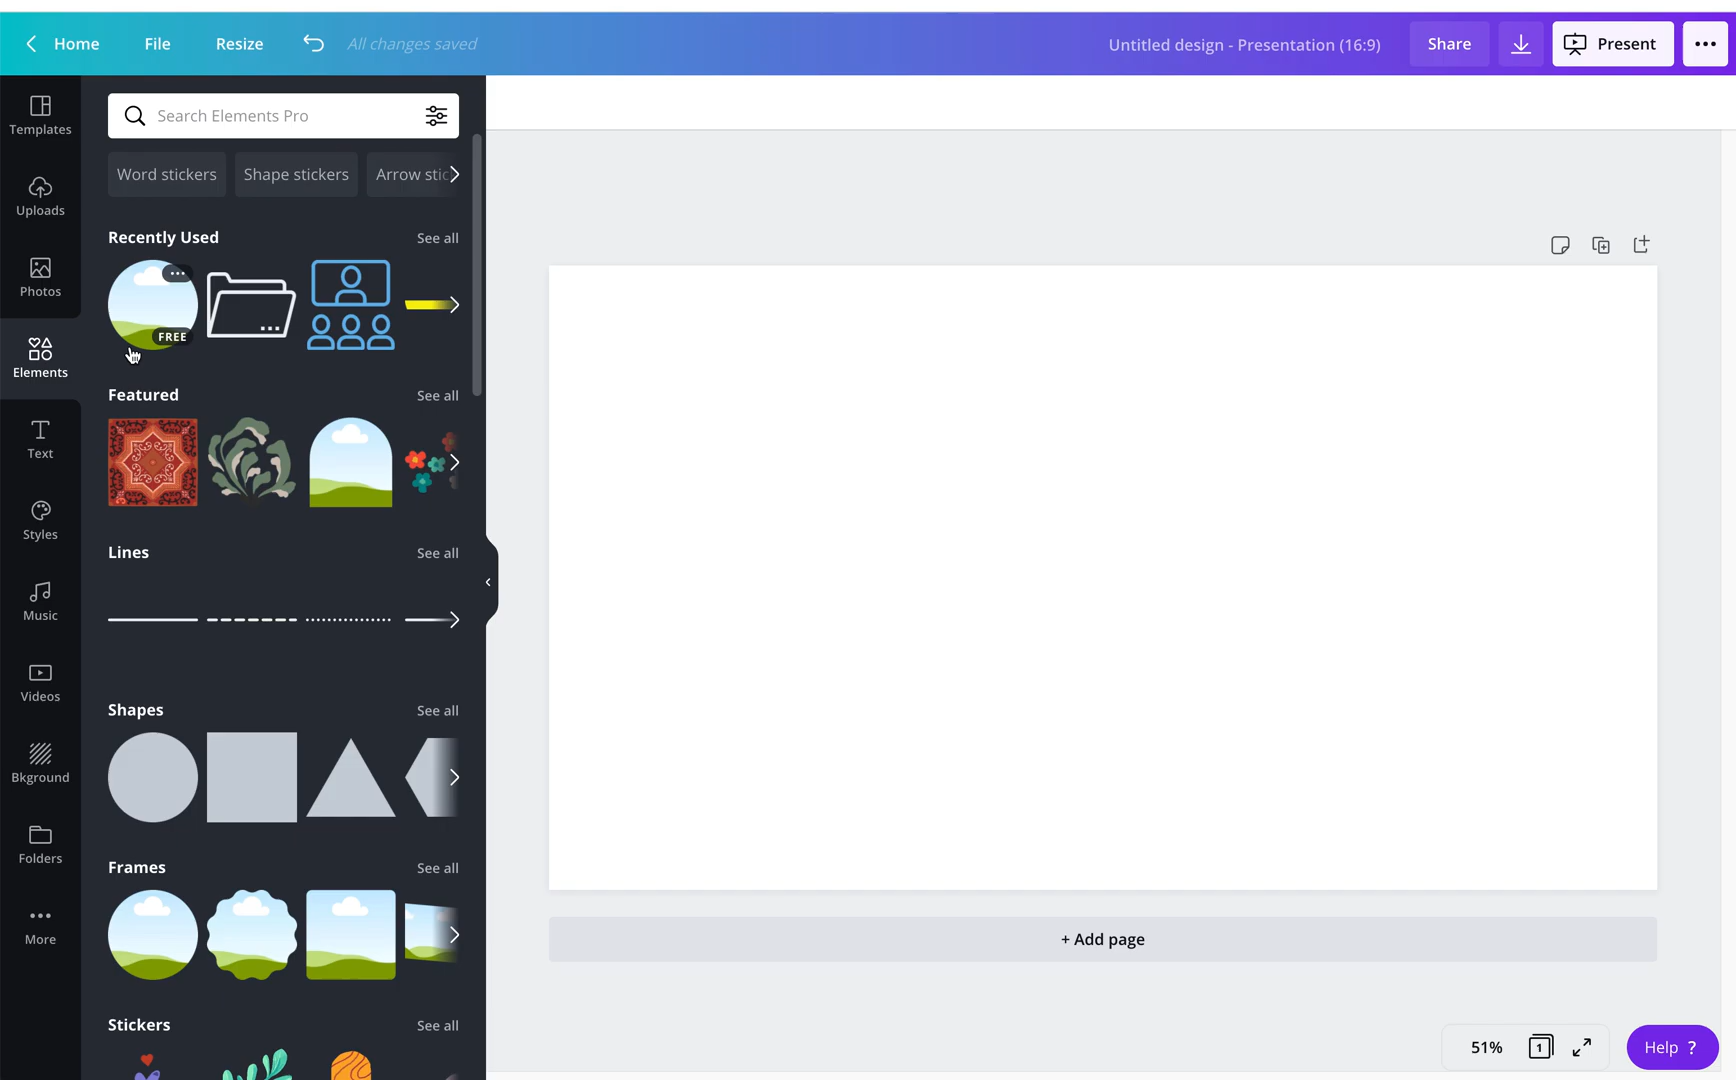 Home File Resize All changes saved Untitled design - Presentation (16:9) Share Present
Templates
Uploads
Photos
Elements
Text
Styles
Music
Videos
Bkground
Folders
More
Search Elements Pro
Word stickers Shape stickers Arrow stic
Recently Used See all
FREE
Featured See all
Lines See all
Shapes See all
Frames See all
Stickers See all
+ Add page
51% 1 Help ?